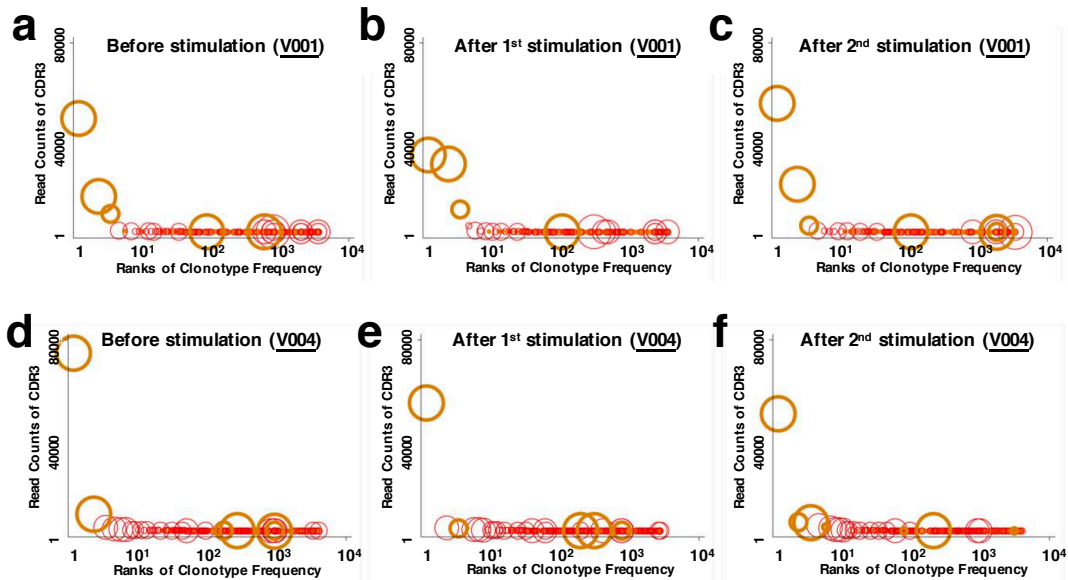 a
Before stimulation (V001)
Read Counts of CDR3
80000
40000
1
1
10¹
10²
10³
10⁴
Ranks of Clonotype Frequency
b
After 1ˢᵗ stimulation (V001)
Read Counts of CDR3
80000
40000
1
1
10¹
10²
10³
10⁴
Ranks of Clonotype Frequency
c
After 2ⁿᵈ stimulation (V001)
Read Counts of CDR3
80000
40000
1
1
10¹
10²
10³
10⁴
Ranks of Clonotype Frequency
d
Before stimulation (V004)
Read Counts of CDR3
80000
40000
1
1
10¹
10²
10³
10⁴
Ranks of Clonotype Frequency
e
After 1ˢᵗ stimulation (V004)
Read Counts of CDR3
80000
40000
1
1
10¹
10²
10³
10⁴
Ranks of Clonotype Frequency
f
After 2ⁿᵈ stimulation (V004)
Read Counts of CDR3
80000
40000
1
1
10¹
10²
10³
10⁴
Ranks of Clonotype Frequency